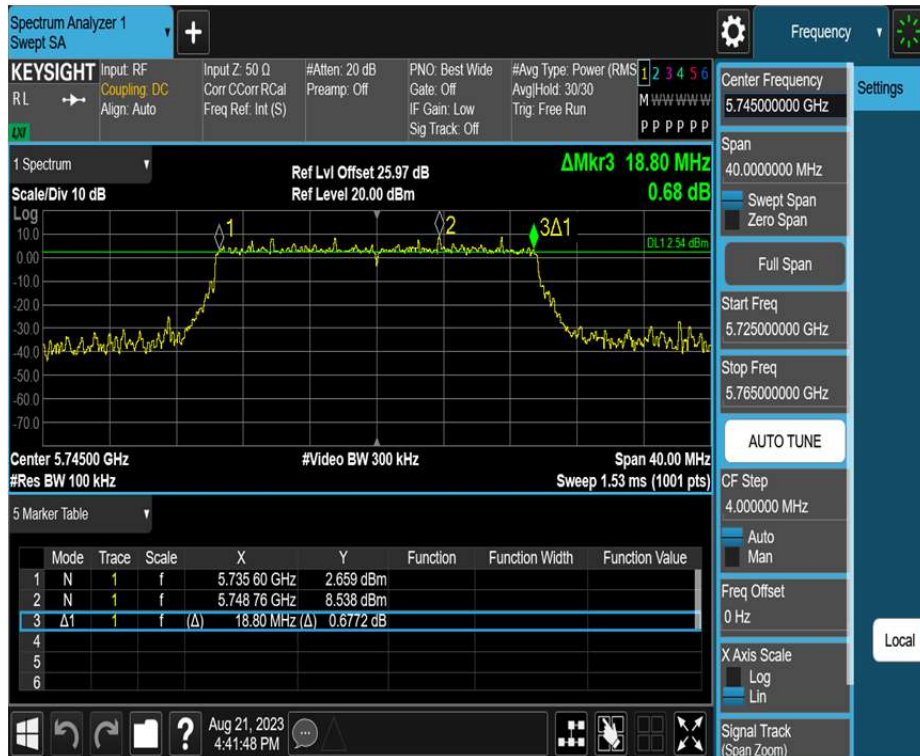 Spectrum Analyzer 1
Swept SA
+
Frequency
KEYSIGHT
RL
LXI
Input: RF
Coupling: DC
Align: Auto
Input Z: 50 Ω
Corr CCorr RCal
Freq Ref: Int (S)
#Atten: 20 dB
Preamp: Off
PNO: Best Wide
Gate: Off
IF Gain: Low
Sig Track: Off
#Avg Type: Power (RMS
Avg|Hold: 30/30
Trig: Free Run
1 2 3 4 5 6
M W W W W W
P P P P P P
Center Frequency
5.745000000 GHz
Settings
Span
40.0000000 MHz
Swept Span
Zero Span
Full Span
Start Freq
5.725000000 GHz
Stop Freq
5.765000000 GHz
AUTO TUNE
CF Step
4.000000 MHz
Auto
Man
Freq Offset
0 Hz
X Axis Scale
Log
Lin
Signal Track
(Span Zoom)
Local
1 Spectrum
Scale/Div 10 dB
Ref Lvl Offset 25.97 dB
Ref Level 20.00 dBm
ΔMkr3 18.80 MHz
0.68 dB
Log
10.0
0.00
-10.0
-20.0
-30.0
-40.0
-50.0
-60.0
-70.0
1
2
3Δ1
DL1 2.54 dBm
Center 5.74500 GHz
#Video BW 300 kHz
Span 40.00 MHz
#Res BW 100 kHz
Sweep 1.53 ms (1001 pts)
5 Marker Table
Mode Trace Scale X Y Function Function Width Function Value
1 N 1 f 5.735 60 GHz 2.659 dBm
2 N 1 f 5.748 76 GHz 8.538 dBm
3 Δ1 1 f (Δ) 18.80 MHz (Δ) 0.6772 dB
4
5
6
?
Aug 21, 2023
4:41:48 PM